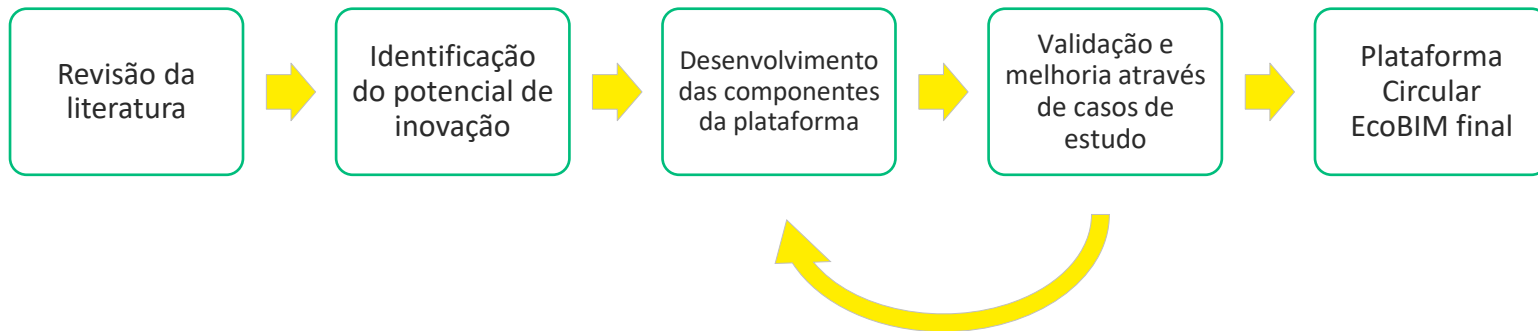 Revisão da
literatura
Identificação
do potencial de
inovação
Desenvolvimento
das componentes
da plataforma
Validação e
melhoria através
de casos de
estudo
Plataforma
Circular
EcoBIM final